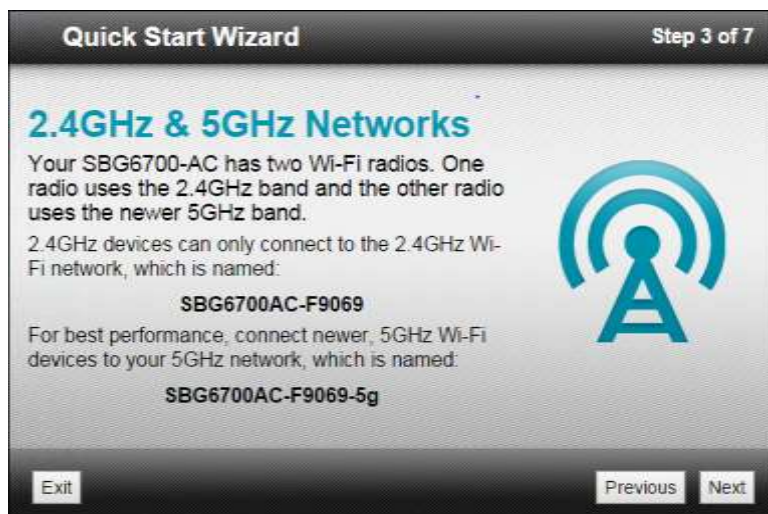 Quick Start Wizard
Step 3 of 7
2.4GHz & 5GHz Networks
Your SBG6700-AC has two Wi-Fi radios. One
radio uses the 2.4GHz band and the other radio
uses the newer 5GHz band.
2.4GHz devices can only connect to the 2.4GHz Wi-
Fi network, which is named:
SBG6700AC-F9069
For best performance, connect newer, 5GHz Wi-Fi
devices to your 5GHz network, which is named:
SBG6700AC-F9069-5g
Exit
Previous
Next